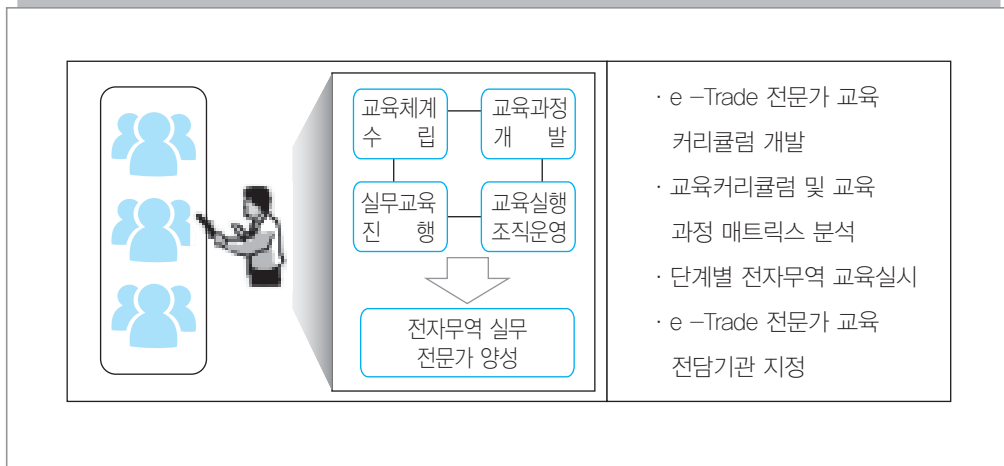 교육체계
수 립
교육과정
개 발
실무교육
진 행
교육실행
조직운영
전자무역 실무
전문가 양성
· e -Trade 전문가 교육
커리큘럼 개발
· 교육커리큘럼 및 교육
과정 매트릭스 분석
· 단계별 전자무역 교육실시
· e -Trade 전문가 교육
전담기관 지정